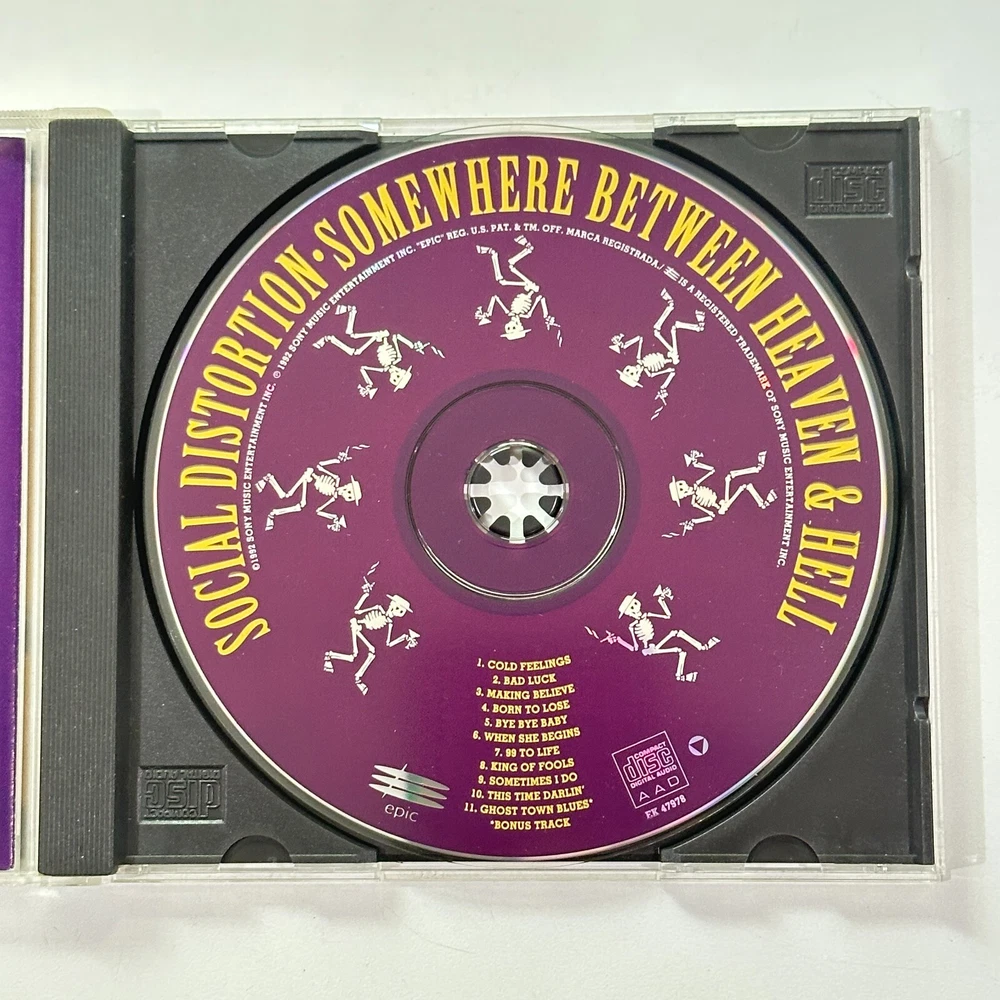 SOCIAL DISTORTION • SOMEWHERE BETWEEN HEAVEN & HELL
©1992 SONY MUSIC ENTERTAINMENT INC. ℗ 1992 SONY MUSIC ENTERTAINMENT INC. "EPIC" REG. U.S. PAT. & TM. OFF. MARCA REGISTRADA./ IS A REGISTERED TRADEMARK OF SONY MUSIC ENTERTAINMENT INC.
COMPACT
disc
DIGITAL AUDIO
1. COLD FEELINGS
2. BAD LUCK
3. MAKING BELIEVE
4. BORN TO LOSE
5. BYE BYE BABY
6. WHEN SHE BEGINS
7. 99 TO LIFE
8. KING OF FOOLS
9. SOMETIMES I DO
10. THIS TIME DARLIN'
11. GHOST TOWN BLUES*
*BONUS TRACK
epic
COMPACT
disc
DIGITAL AUDIO
A A D
EK 47978
COMPACT
disc
DIGITAL AUDIO